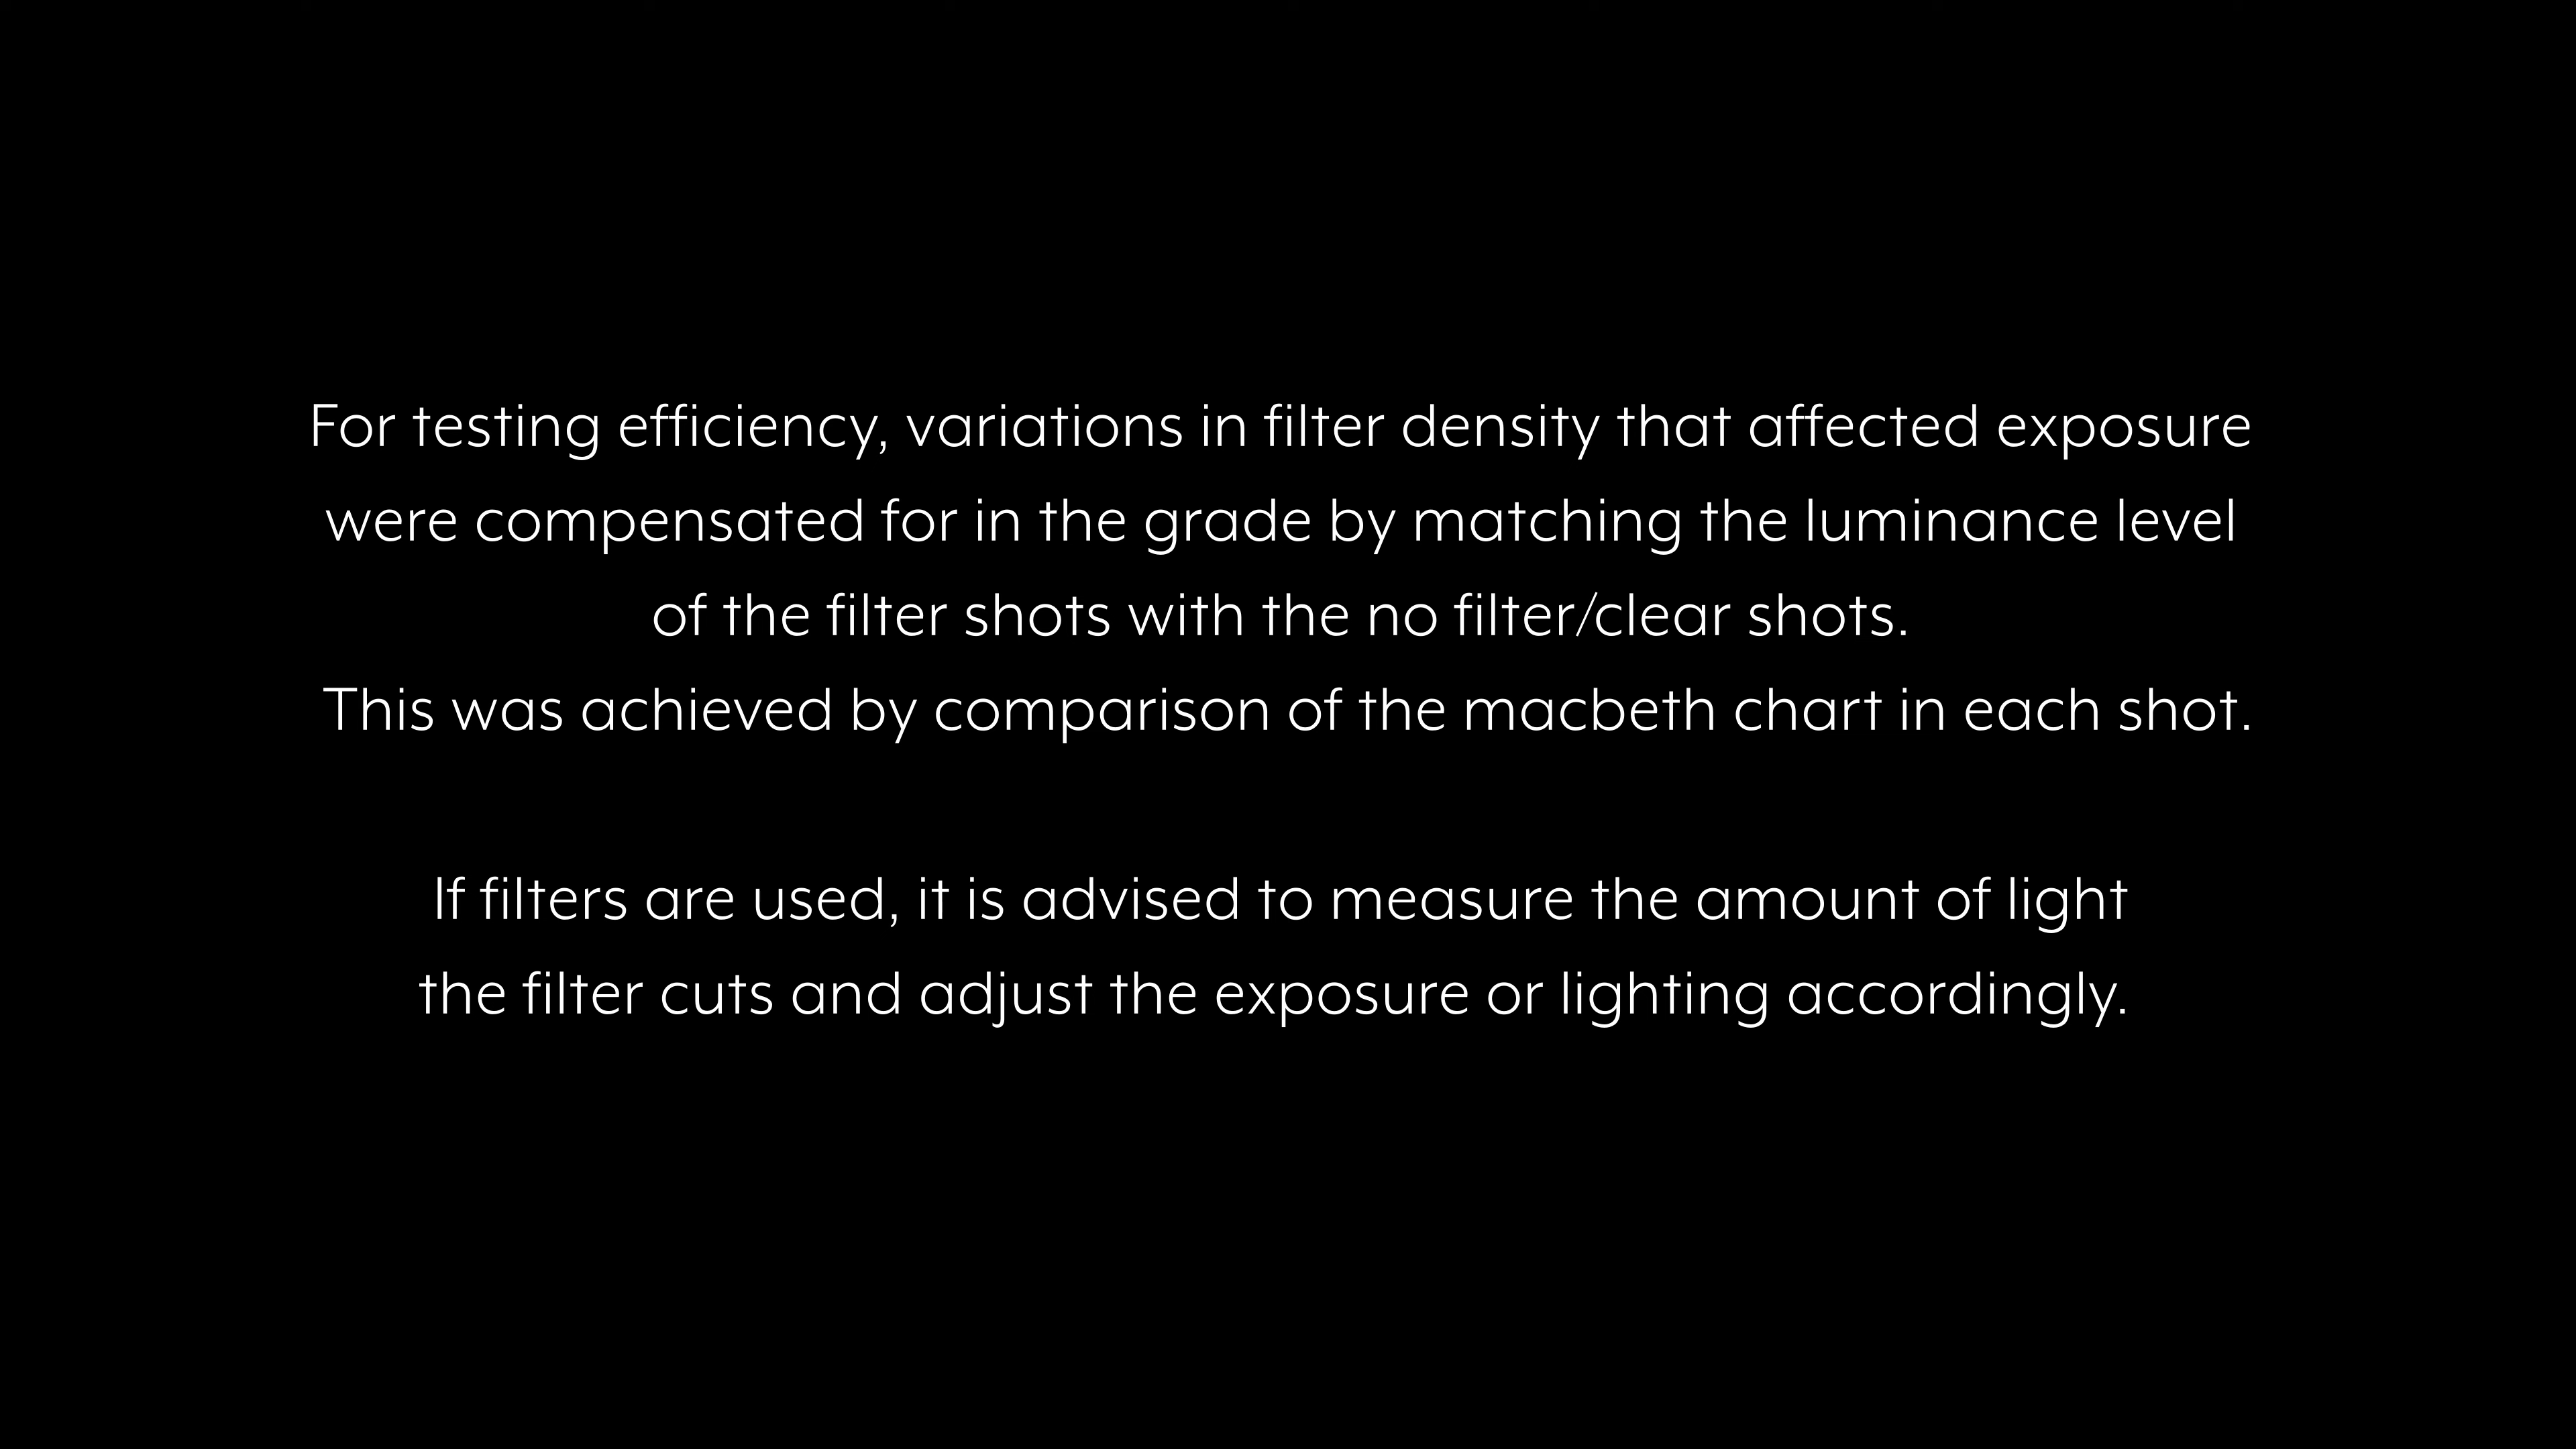 For testing efficiency, variations in filter density that affected exposure
were compensated for in the grade by matching the luminance level
of the filter shots with the no filter/clear shots.
This was achieved by comparison of the macbeth chart in each shot.
If filters are used, it is advised to measure the amount of light
the filter cuts and adjust the exposure or lighting accordingly.